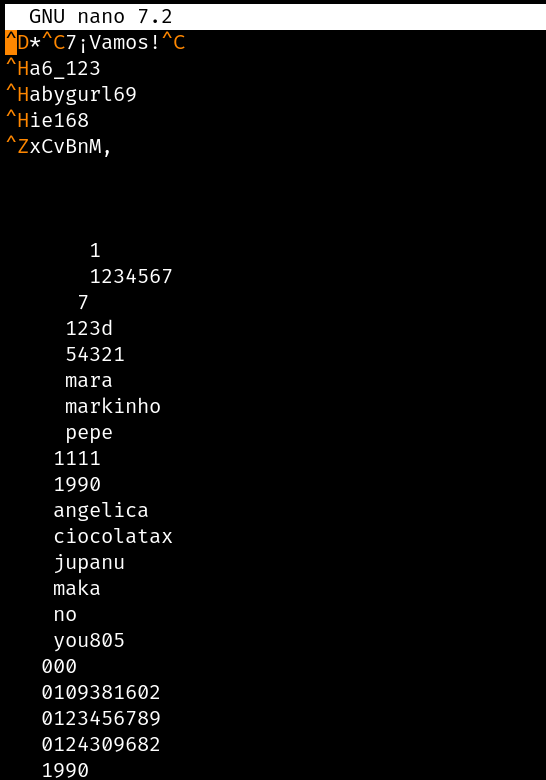 GNU nano 7.2
^D*^C7¡Vamos!^C
^Ha6_123
^Habygurl69
^Hie168
^ZxCvBnM,
1
1234567
7
123d
54321
mara
markinho
pepe
1111
1990
angelica
ciocolatax
jupanu
maka
no
you805
000
0109381602
0123456789
0124309682
1990